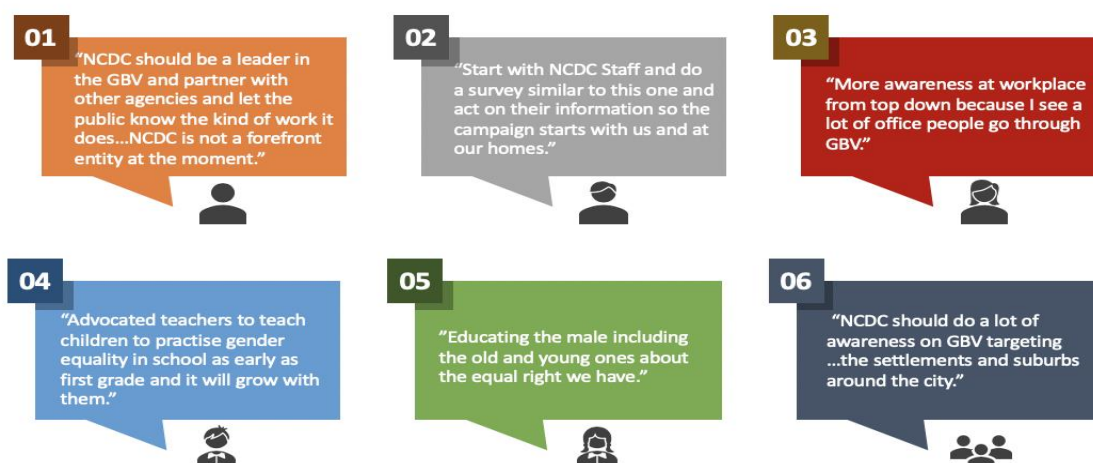 01
“NCDC should be a leader in
the GBV and partner with
other agencies and let the
public know the kind of work it
does...NCDC is not a forefront
entity at the moment.”
02
“Start with NCDC Staff and do
a survey similar to this one and
act on their information so the
campaign starts with us and at
our homes.”
03
“More awareness at workplace
from top down because I see a
lot of office people go through
GBV.”
04
“Advocated teachers to teach
children to practise gender
equality in school as early as
first grade and it will grow with
them.”
05
“Educating the male including
the old and young ones about
the equal right we have.”
06
“NCDC should do a lot of
awareness on GBV targeting
...the settlements and suburbs
around the city.”